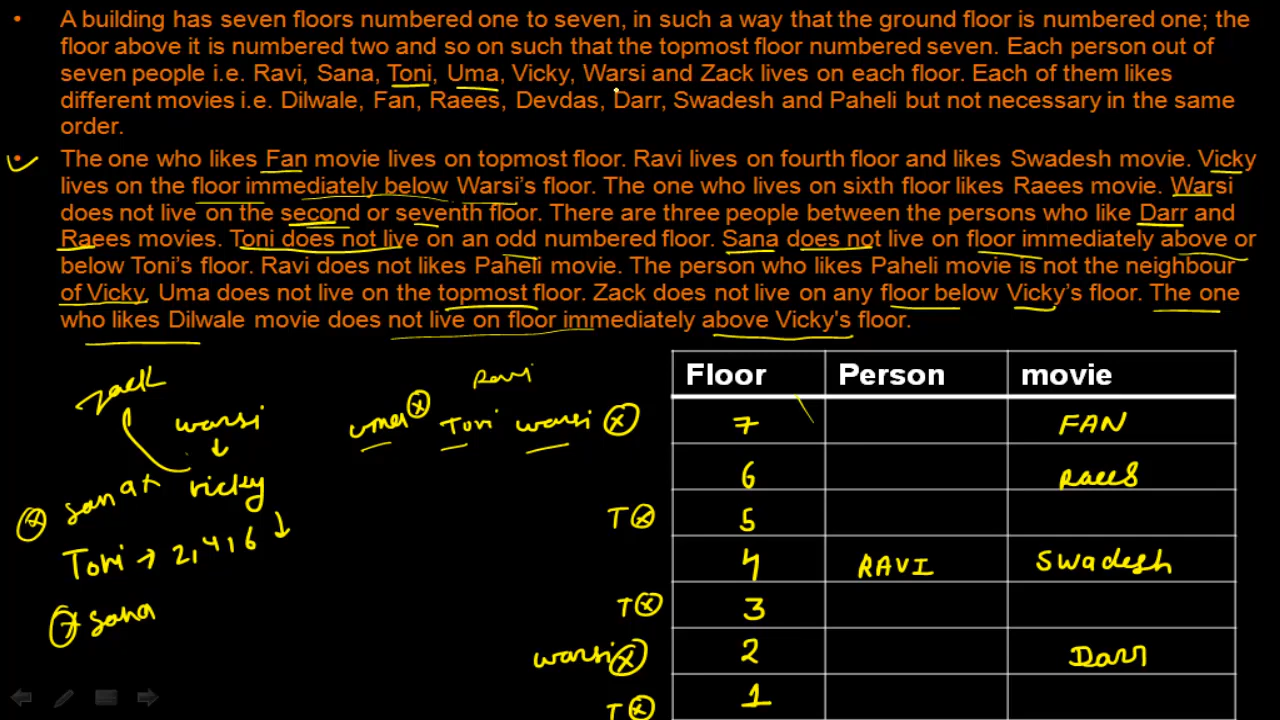 • A building has seven floors numbered one to seven, in such a way that the ground floor is numbered one; the
floor above it is numbered two and so on such that the topmost floor numbered seven. Each person out of
seven people i.e. Ravi, Sana, Toni, Uma, Vicky, Warsi and Zack lives on each floor. Each of them likes
different movies i.e. Dilwale, Fan, Raees, Devdas, Darr, Swadesh and Paheli but not necessary in the same
order.
• The one who likes Fan movie lives on topmost floor. Ravi lives on fourth floor and likes Swadesh movie. Vicky
lives on the floor immediately below Warsi's floor. The one who lives on sixth floor likes Raees movie. Warsi
does not live on the second or seventh floor. There are three people between the persons who like Darr and
Raees movies. Toni does not live on an odd numbered floor. Sana does not live on floor immediately above or
below Toni's floor. Ravi does not likes Paheli movie. The person who likes Paheli movie is not the neighbour
of Vicky. Uma does not live on the topmost floor. Zack does not live on any floor below Vicky's floor. The one
who likes Dilwale movie does not live on floor immediately above Vicky's floor.
Floor Person movie
Zack
Ravi
warsi
uma x Toni warsi x
7 FAN
sana x vicky
6 Raees
T x 5
Toni → 2, 4, 6
4 RAVI Swadesh
sana
T x 3
warsi x 2 Darr
T x 1